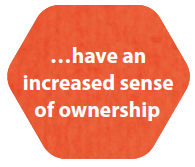 ...have an
increased sense
of ownership